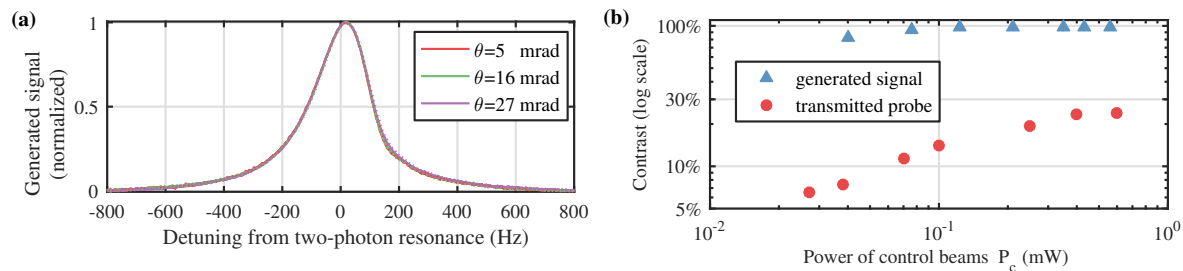 (a)
Generated signal
(normalized)
1
0.5
0
-800
-600
-400
-200
0
200
400
600
800
Detuning from two-photon resonance (Hz)
θ=5 mrad
θ=16 mrad
θ=27 mrad
(b)
Contrast (log scale)
100%
30%
10%
5%
generated signal
transmitted probe
10⁻²
10⁻¹
10⁰
Power of control beams P_c (mW)